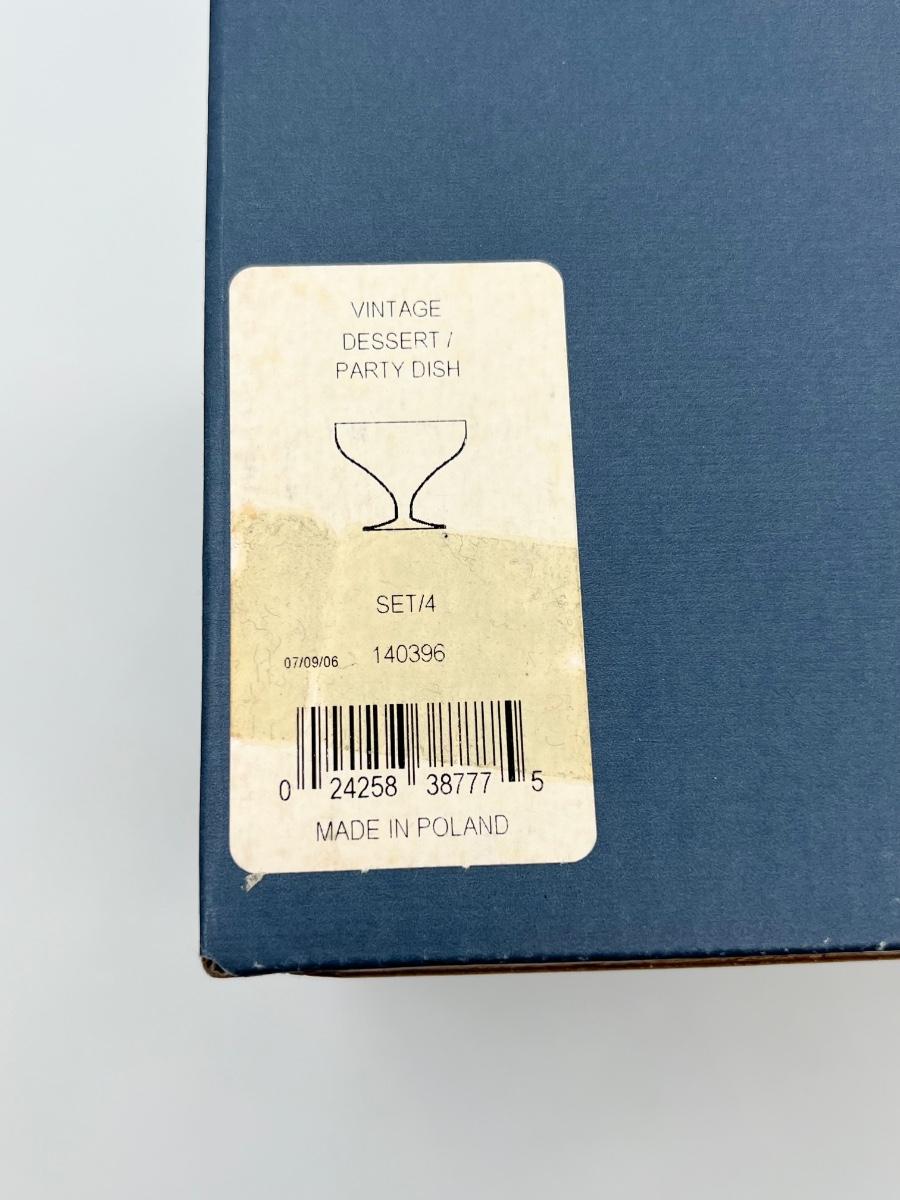 VINTAGE
DESSERT /
PARTY DISH
SET/4
07/09/06 140396
0 24258 38777 5
MADE IN POLAND